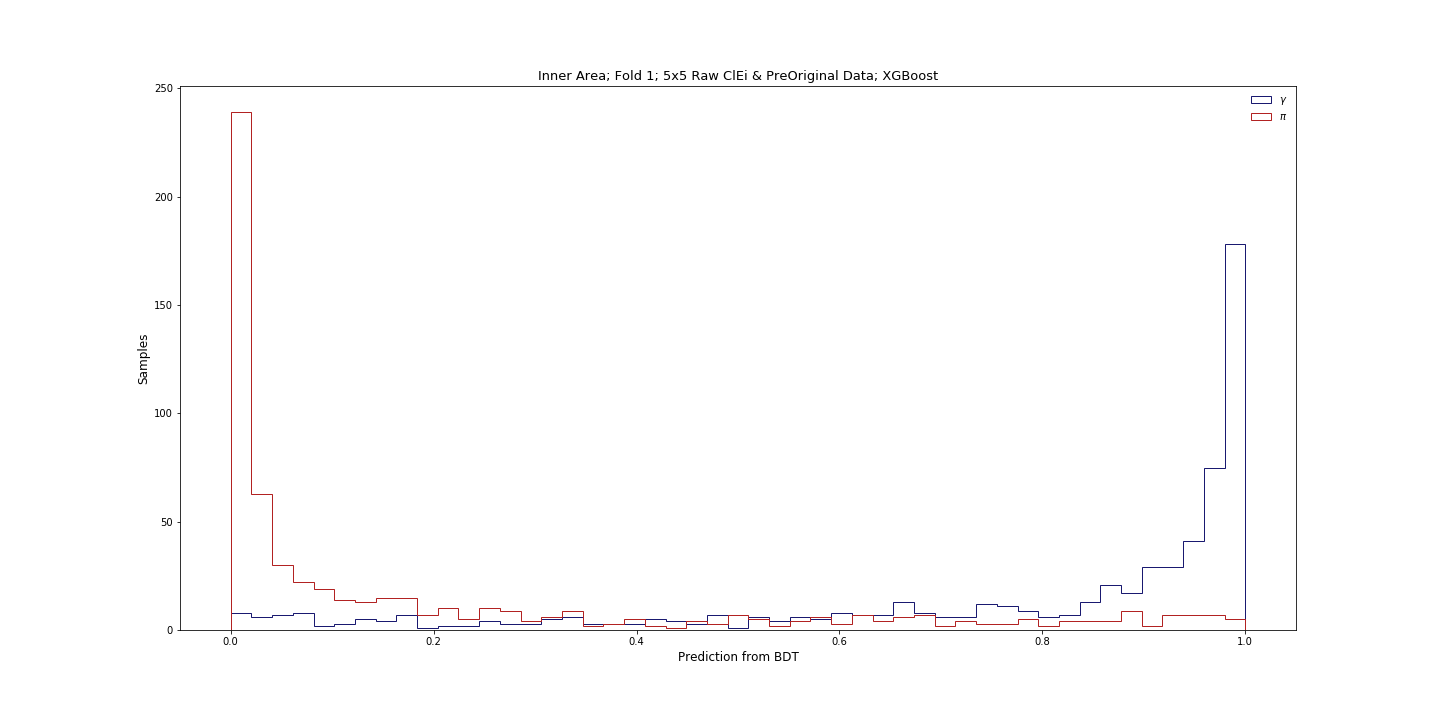 Inner Area; Fold 1; 5x5 Raw ClEi & PreOriginal Data; XGBoost
250
γ
π
200
150
Samples
100
50
0
0.0 0.2 0.4 0.6 0.8 1.0
Prediction from BDT